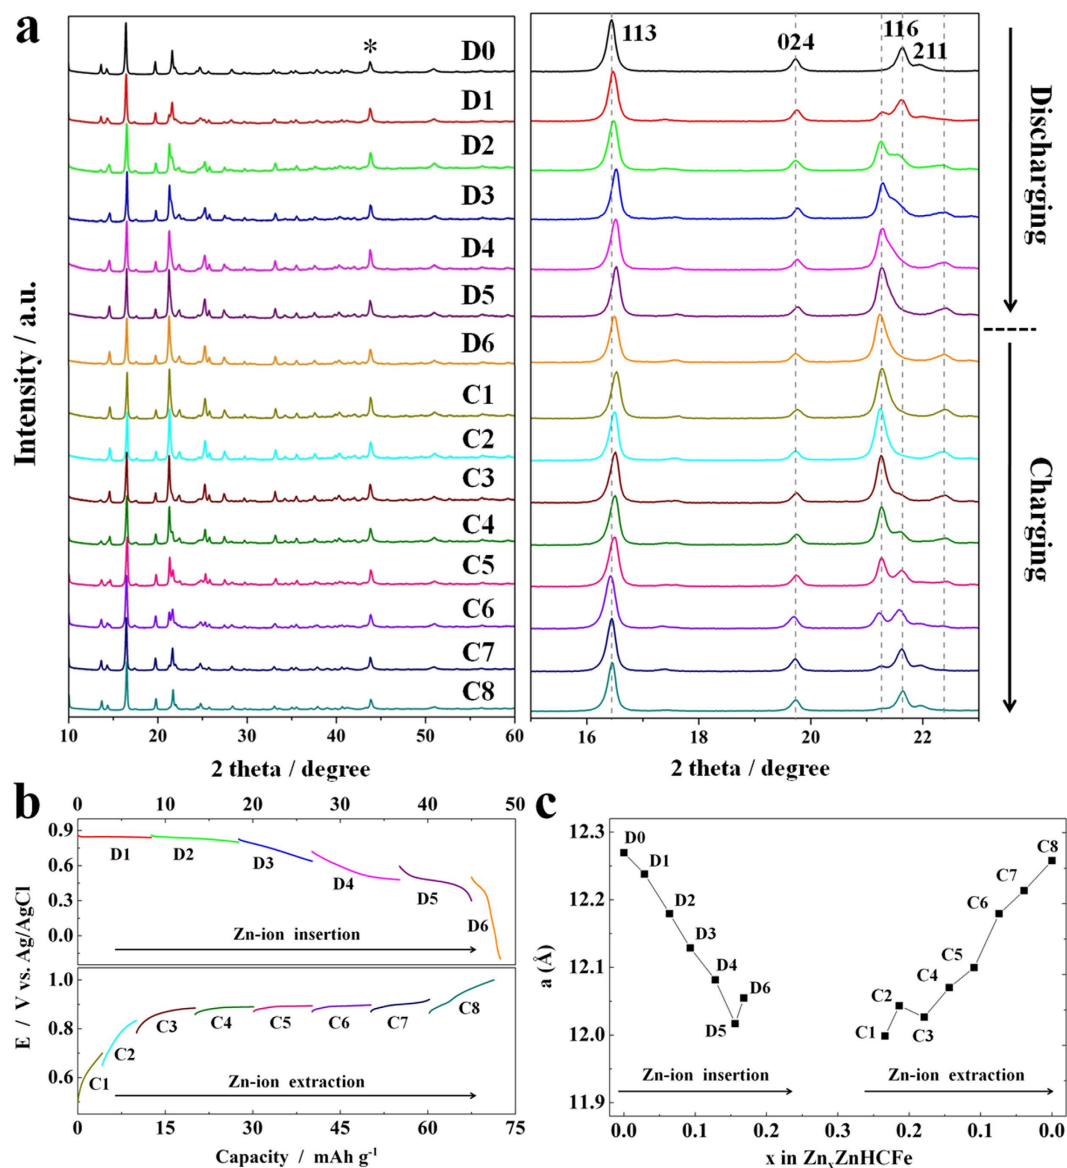 a
Intensity / a.u.
*
D0
D1
D2
D3
D4
D5
D6
C1
C2
C3
C4
C5
C6
C7
C8
10 20 30 40 50 60
2 theta / degree
113
024
116
211
16 18 20 22
2 theta / degree
Discharging
Charging
b
0 10 20 30 40 50
E / V vs. Ag/AgCl
0.9
0.6
0.3
0.0
D1
D2
D3
D4
D5
D6
Zn-ion insertion
1.0
0.8
0.6
C1
C2
C3
C4
C5
C6
C7
C8
Zn-ion extraction
0 15 30 45 60 75
Capacity / mAh g-1
c
a (Å)
12.3
12.2
12.1
12.0
11.9
D0
D1
D2
D3
D4
D5
D6
C1
C2
C3
C4
C5
C6
C7
C8
Zn-ion insertion
Zn-ion extraction
0.0 0.1 0.2 0.2 0.1 0.0
x in ZnxZnHCFe